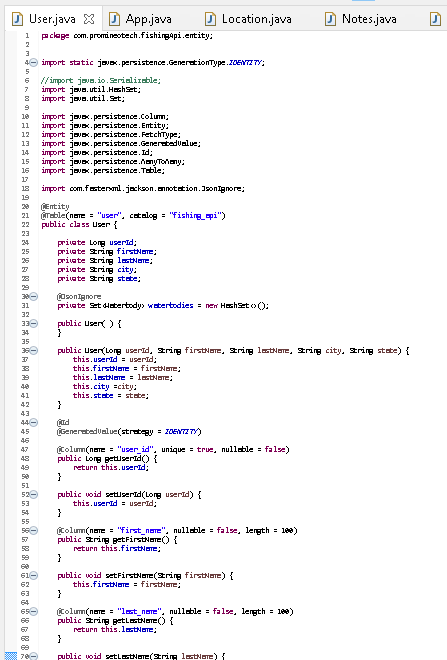 User.java App.java Location.java Notes.java
1 package com.promineotech.fishingApi.entity;
2
3
4 import static javax.persistence.GenerationType.IDENTITY;
5
6 //import java.io.Serializable;
7 import java.util.HashSet;
8 import java.util.Set;
9
10 import javax.persistence.Column;
11 import javax.persistence.Entity;
12 import javax.persistence.FetchType;
13 import javax.persistence.GeneratedValue;
14 import javax.persistence.Id;
15 import javax.persistence.ManyToMany;
16 import javax.persistence.Table;
17
18 import com.fasterxml.jackson.annotation.JsonIgnore;
19
20 @Entity
21 @Table(name = "user", catalog = "fishing_api")
22 public class User {
23
24 private Long userId;
25 private String firstName;
26 private String lastName;
27 private String city;
28 private String state;
29
30 @JsonIgnore
31 private Set<Waterbody> waterbodies = new HashSet<>();
32
33 public User( ) {
34 }
35
36 public User(Long userId, String firstName, String lastName, String city, String state) {
37 this.userId = userId;
38 this.firstName = firstName;
39 this.lastName = lastName;
40 this.city =city;
41 this.state = state;
42 }
43
44 @Id
45 @GeneratedValue(strategy = IDENTITY)
46
47 @Column(name = "user_id", unique = true, nullable = false)
48 public Long getUserId() {
49 return this.userId;
50 }
51
52 public void setUserId(Long userId) {
53 this.userId = userId;
54 }
55
56 @Column(name = "first_name", nullable = false, length = 100)
57 public String getFirstName() {
58 return this.firstName;
59 }
60
61 public void setFirstName(String firstName) {
62 this.firstName = firstName;
63 }
64
65 @Column(name = "last_name", nullable = false, length = 100)
66 public String getLastName() {
67 return this.lastName;
68 }
69
70 public void setLastName(String lastName) {